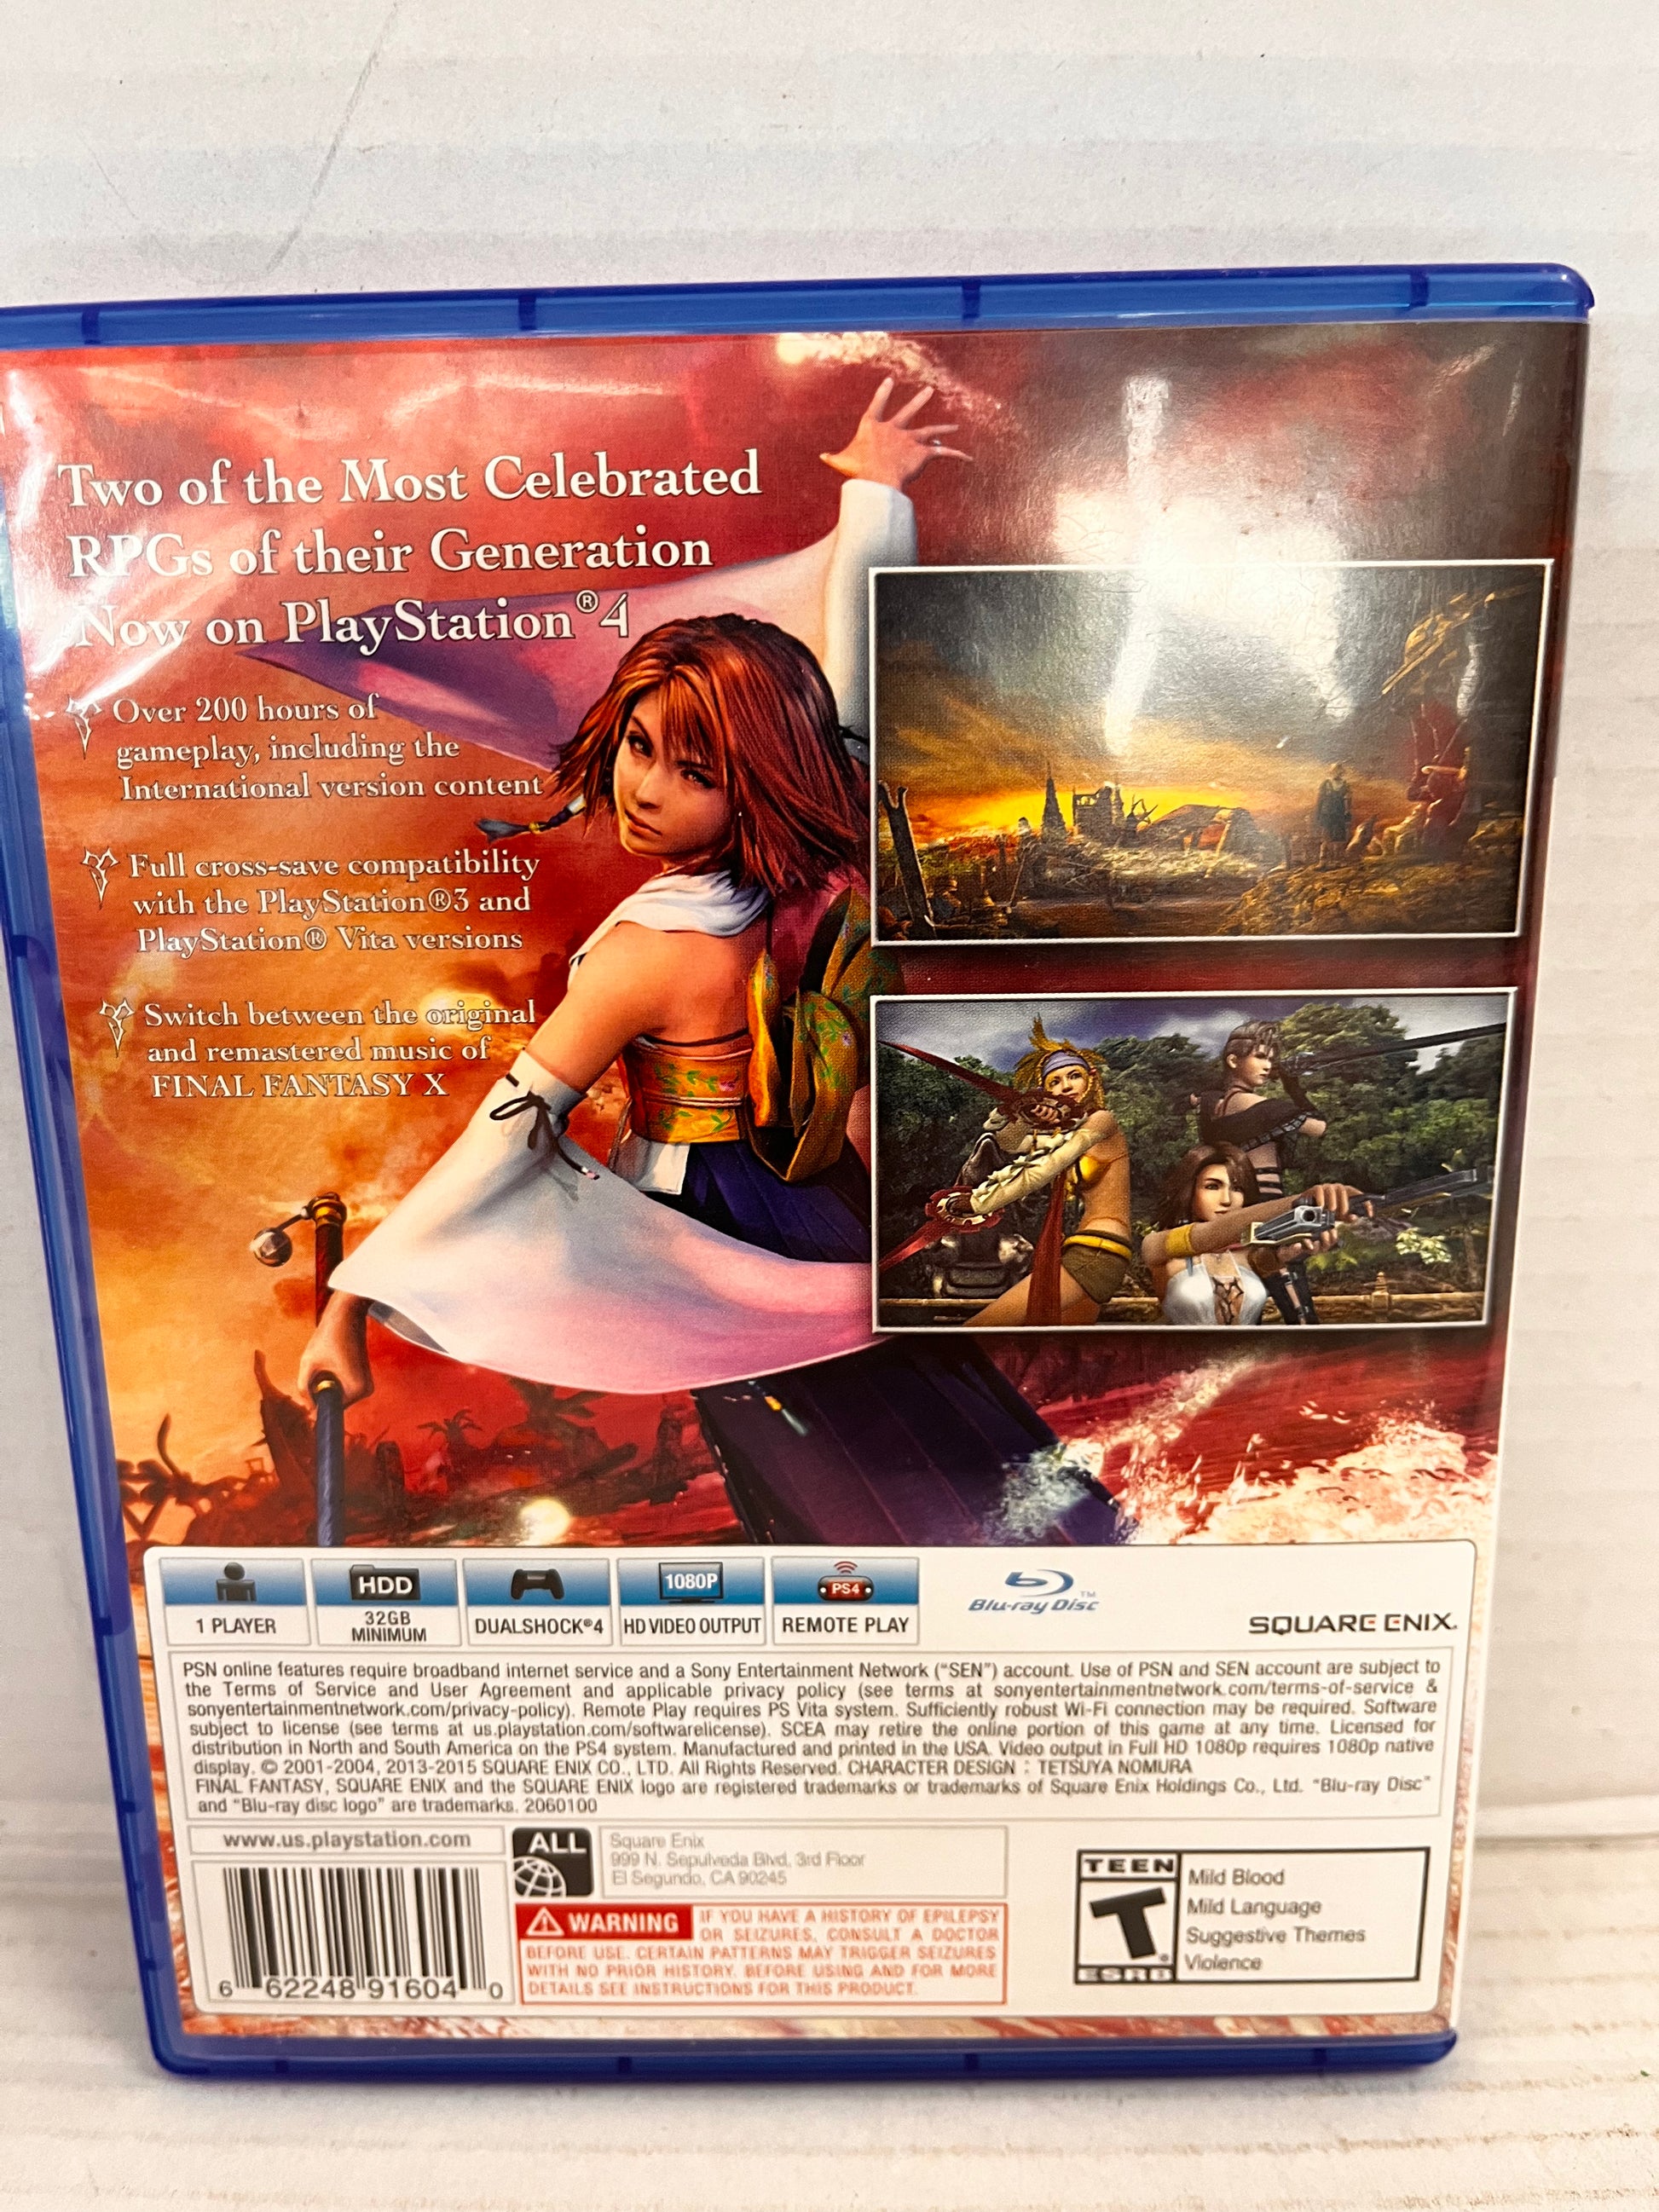 Two of the Most Celebrated
RPGs of their Generation
Now on PlayStation®4
Over 200 hours of
gameplay, including the
International version content
Full cross-save compatibility
with the PlayStation®3 and
PlayStation® Vita versions
Switch between the original
and remastered music of
FINAL FANTASY X
1 PLAYER
HDD
32GB
MINIMUM
DUALSHOCK®4
1080P
HD VIDEO OUTPUT
PS4
REMOTE PLAY
Blu-ray Disc™
SQUARE ENIX.
PSN online features require broadband internet service and a Sony Entertainment Network (“SEN”) account. Use of PSN and SEN account are subject to
the Terms of Service and User Agreement and applicable privacy policy (see terms at sonyentertainmentnetwork.com/terms-of-service &
sonyentertainmentnetwork.com/privacy-policy). Remote Play requires PS Vita system. Sufficiently robust Wi-Fi connection may be required. Software
subject to license (see terms at us.playstation.com/softwarelicense). SCEA may retire the online portion of this game at any time. Licensed for
distribution in North and South America on the PS4 system. Manufactured and printed in the USA. Video output in Full HD 1080p requires 1080p native
display. © 2001-2004, 2013-2015 SQUARE ENIX CO., LTD. All Rights Reserved. CHARACTER DESIGN : TETSUYA NOMURA
FINAL FANTASY, SQUARE ENIX and the SQUARE ENIX logo are registered trademarks or trademarks of Square Enix Holdings Co., Ltd. “Blu-ray Disc”
and “Blu-ray disc logo” are trademarks. 2060100
www.us.playstation.com
ALL
Square Enix
999 N. Sepulveda Blvd, 3rd Floor
El Segundo, CA 90245
WARNING
IF YOU HAVE A HISTORY OF EPILEPSY
OR SEIZURES, CONSULT A DOCTOR
BEFORE USE. CERTAIN PATTERNS MAY TRIGGER SEIZURES
WITH NO PRIOR HISTORY. BEFORE USING AND FOR MORE
DETAILS SEE INSTRUCTIONS FOR THIS PRODUCT.
6 62248 91604 0
TEEN
T
ESRB
Mild Blood
Mild Language
Suggestive Themes
Violence